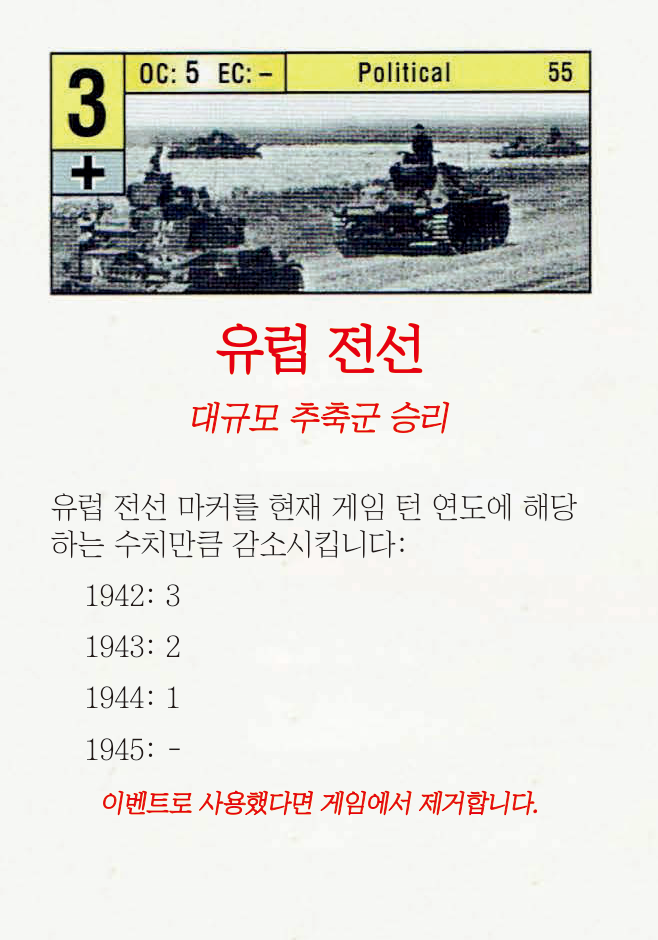 3
+
OC: 5 EC: – Political 55
유럽 전선
대규모 추축군 승리
유럽 전선 마커를 현재 게임 턴 연도에 해당
하는 수치만큼 감소시킵니다:
1942: 3
1943: 2
1944: 1
1945: -
이벤트로 사용했다면 게임에서 제거합니다.